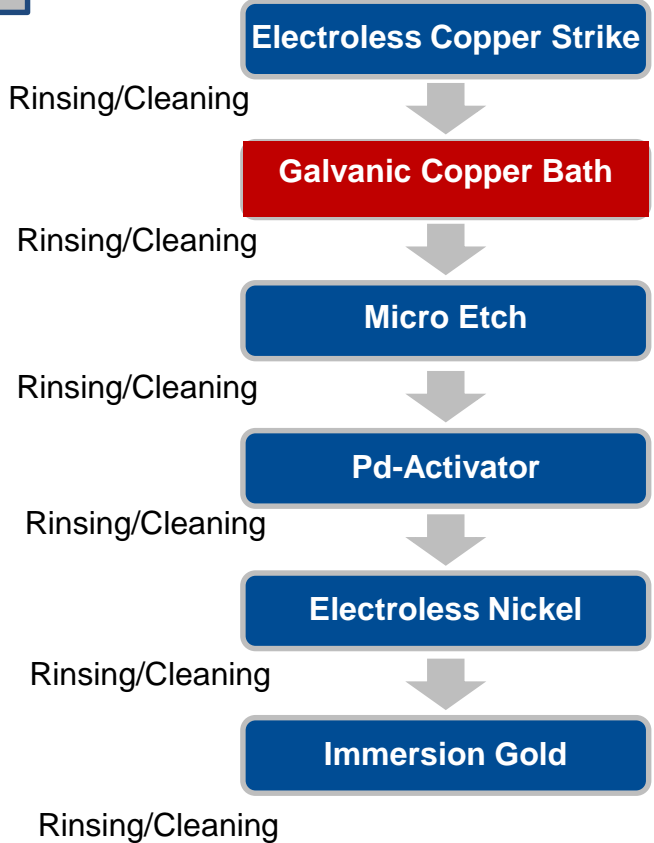 Electroless Copper Strike
Rinsing/Cleaning
Galvanic Copper Bath
Rinsing/Cleaning
Micro Etch
Rinsing/Cleaning
Pd-Activator
Rinsing/Cleaning
Electroless Nickel
Rinsing/Cleaning
Immersion Gold
Rinsing/Cleaning